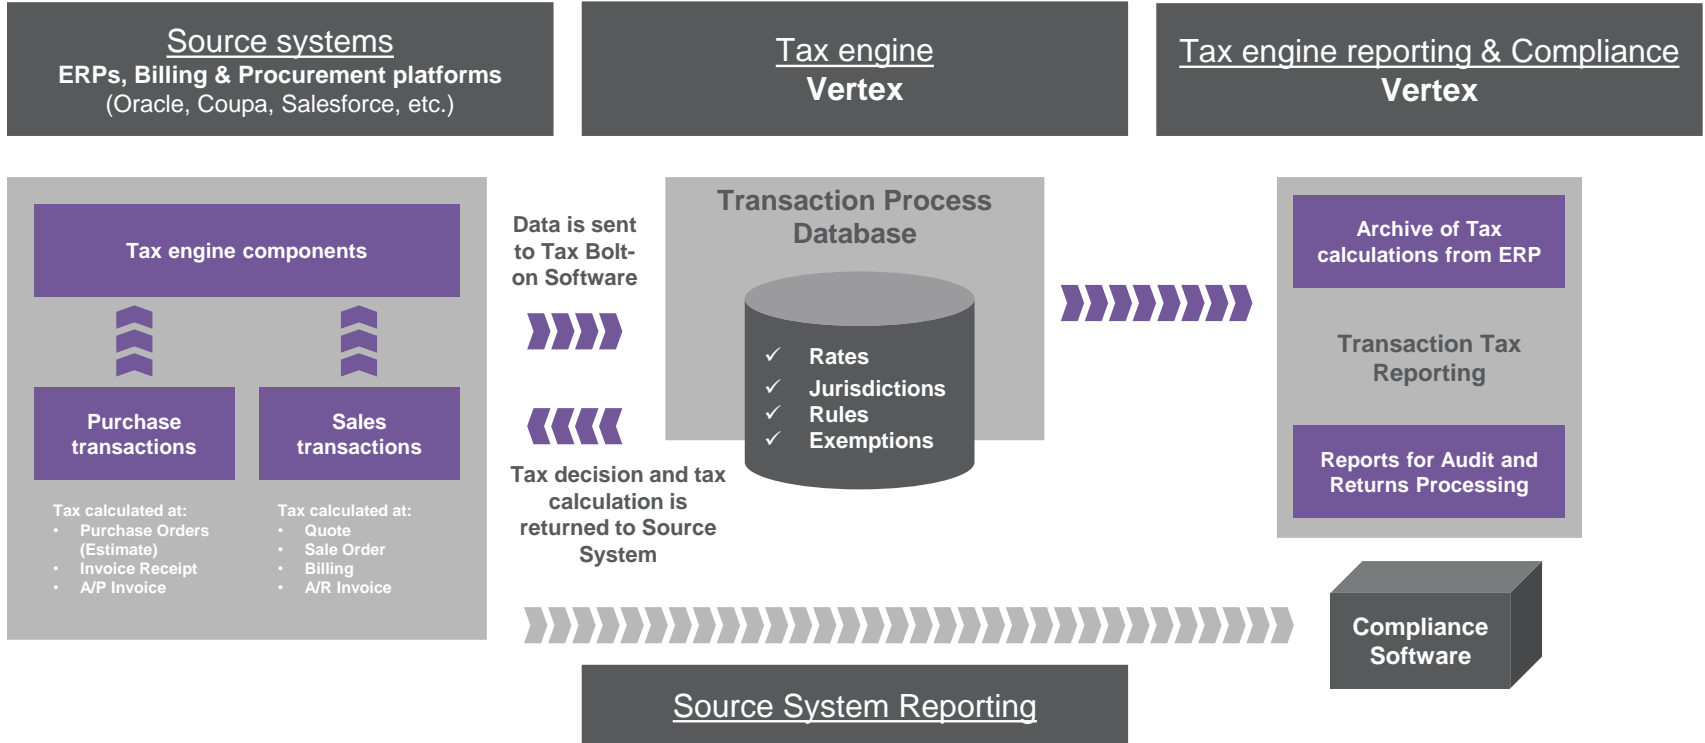 Source systems
ERPs, Billing & Procurement platforms
(Oracle, Coupa, Salesforce, etc.)
Tax engine
Vertex
Tax engine reporting & Compliance
Vertex
Tax engine components
Purchase
transactions
Sales
transactions
Tax calculated at:
• Purchase Orders
(Estimate)
• Invoice Receipt
• A/P Invoice
Tax calculated at:
• Quote
• Sale Order
• Billing
• A/R Invoice
Data is sent
to Tax Bolt-
on Software
Tax decision and tax
calculation is
returned to Source
System
Transaction Process
Database
✓ Rates
✓ Jurisdictions
✓ Rules
✓ Exemptions
Archive of Tax
calculations from ERP
Transaction Tax
Reporting
Reports for Audit and
Returns Processing
Compliance
Software
Source System Reporting